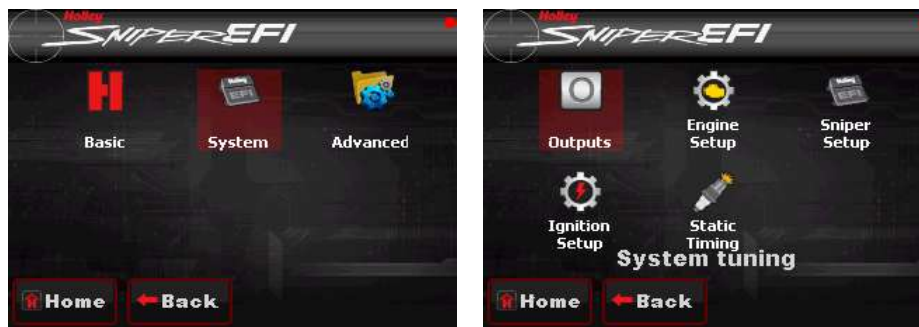 Holley
SNIPER EFI
Basic
System
Advanced
Home
Back
Holley
SNIPER EFI
Outputs
Engine
Setup
Sniper
Setup
Ignition
Setup
Static
Timing
System tuning
Home
Back